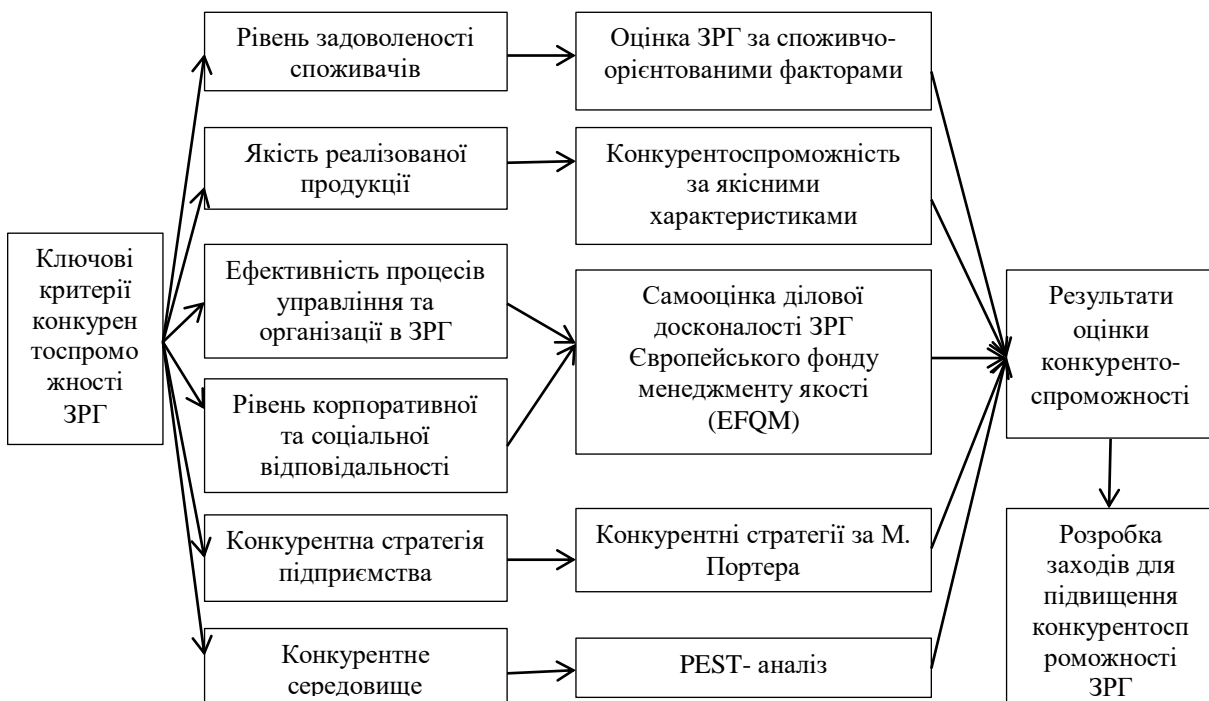 Ключові
критерії
конкурен
тоспромо
жності
ЗРГ
Рівень задоволеності
споживачів
Якість реалізованої
продукції
Ефективність процесів
управління та
організації в ЗРГ
Рівень корпоративної
та соціальної
відповідальності
Конкурентна стратегія
підприємства
Конкурентне
середовище
Оцінка ЗРГ за споживчо-
орієнтованими факторами
Конкурентоспроможність
за якісними
характеристиками
Самооцінка ділової
досконалості ЗРГ
Європейського фонду
менеджменту якості
(EFQM)
Конкурентні стратегії за М.
Портера
PEST- аналіз
Результати
оцінки
конкуренто-
спроможності
Розробка
заходів для
підвищення
конкурентосп
роможності
ЗРГ